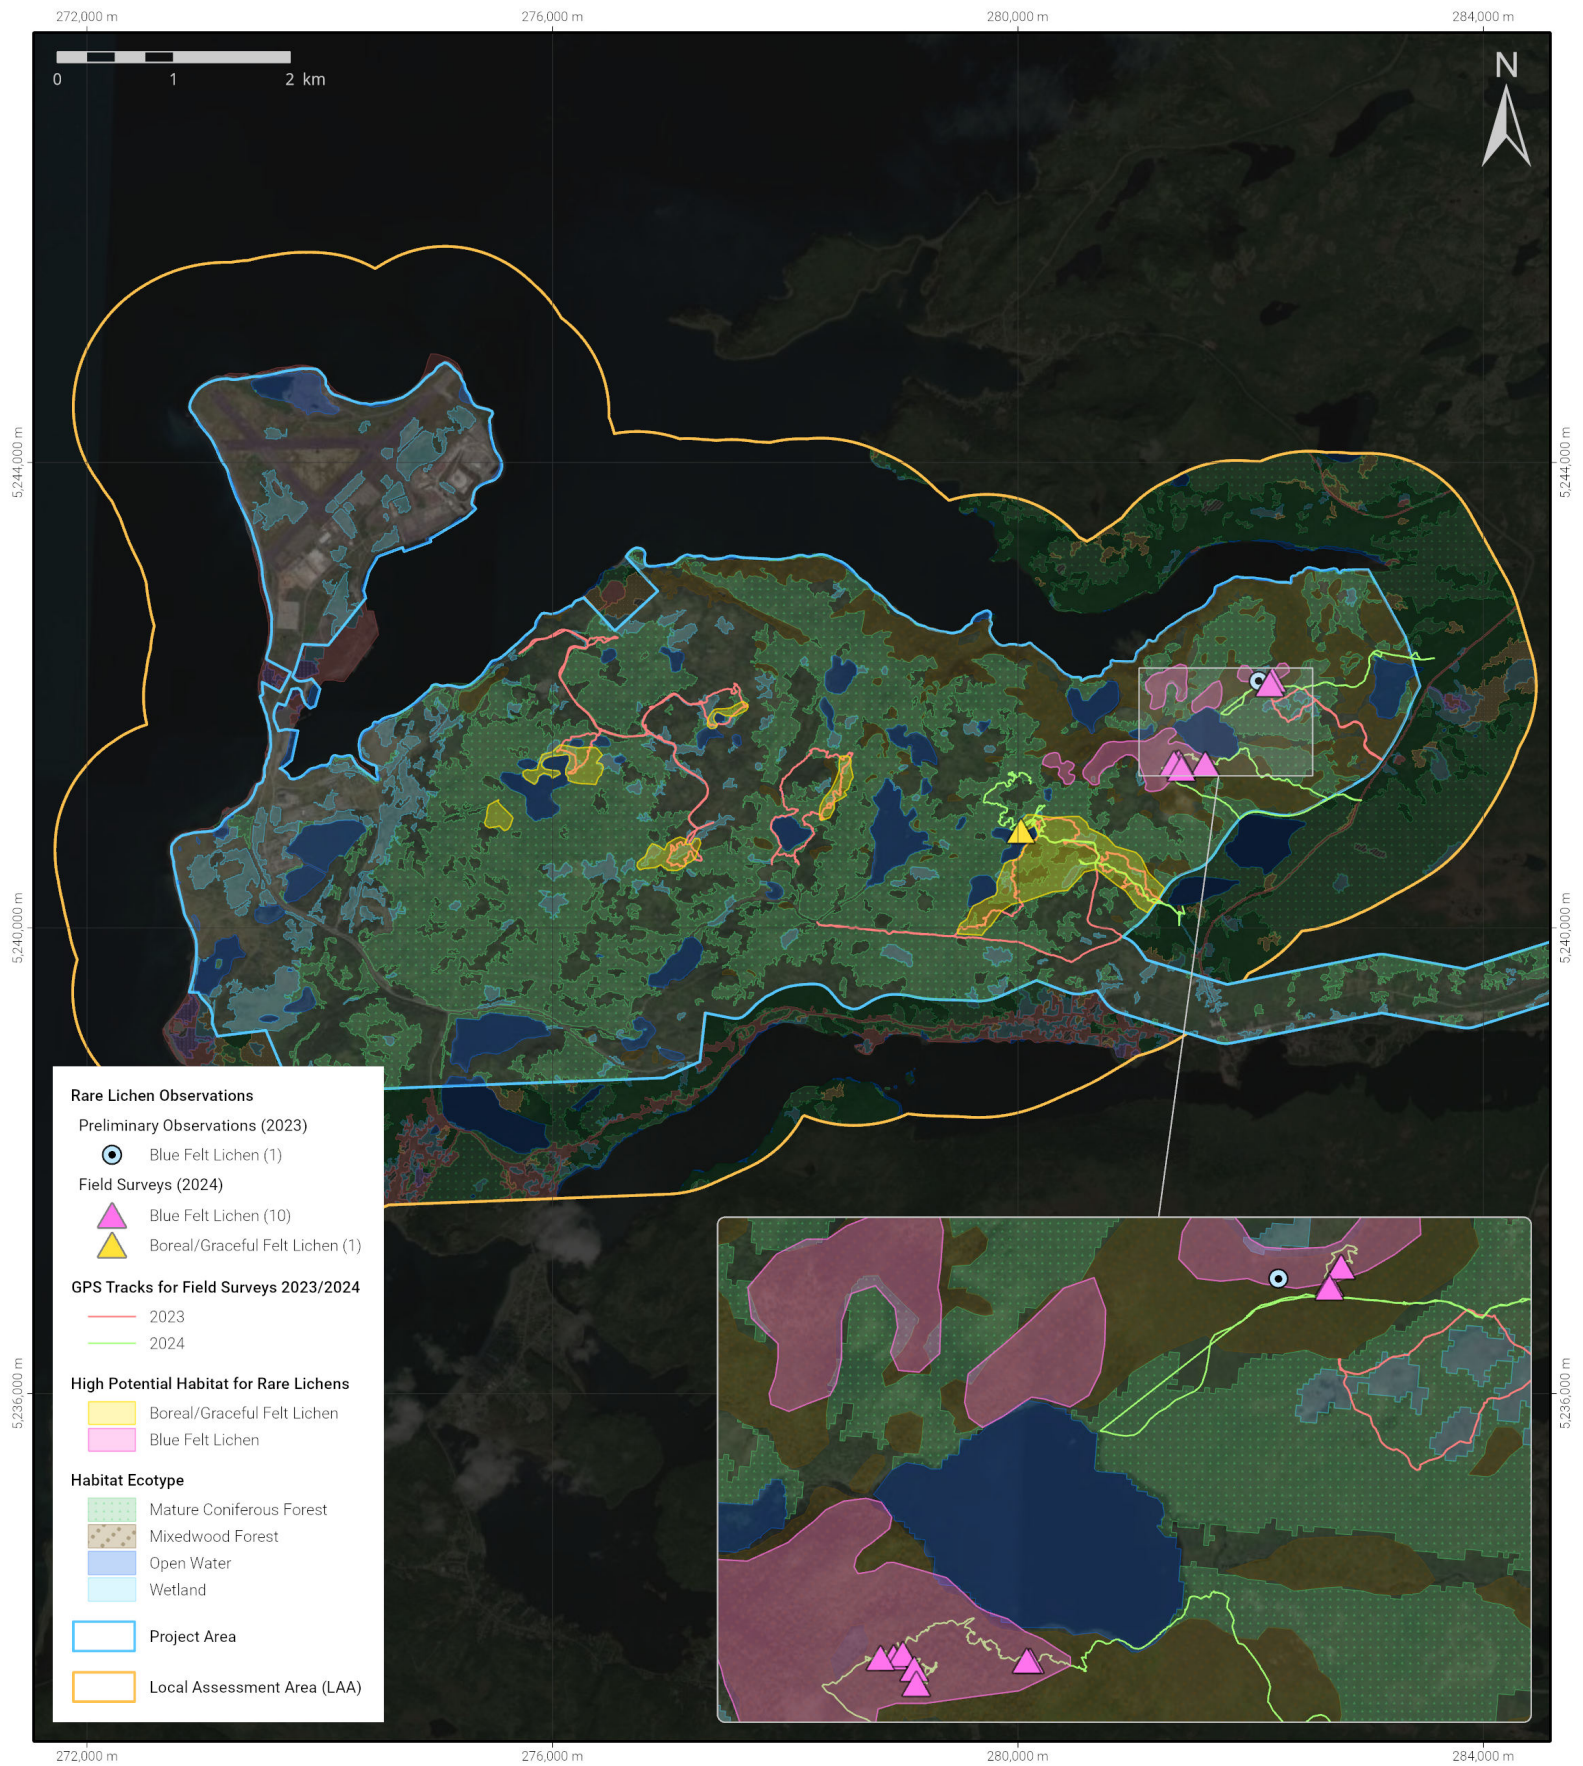 272,000 m
276,000 m
280,000 m
284,000 m
0
1
2 km
N
5,244,000 m
5,244,000 m
5,240,000 m
5,240,000 m
5,236,000 m
5,236,000 m
Rare Lichen Observations
Preliminary Observations (2023)
Blue Felt Lichen (1)
Field Surveys (2024)
Blue Felt Lichen (10)
Boreal/Graceful Felt Lichen (1)
GPS Tracks for Field Surveys 2023/2024
2023
2024
High Potential Habitat for Rare Lichens
Boreal/Graceful Felt Lichen
Blue Felt Lichen
Habitat Ecotype
Mature Coniferous Forest
Mixedwood Forest
Open Water
Wetland
Project Area
Local Assessment Area (LAA)
272,000 m
276,000 m
280,000 m
284,000 m